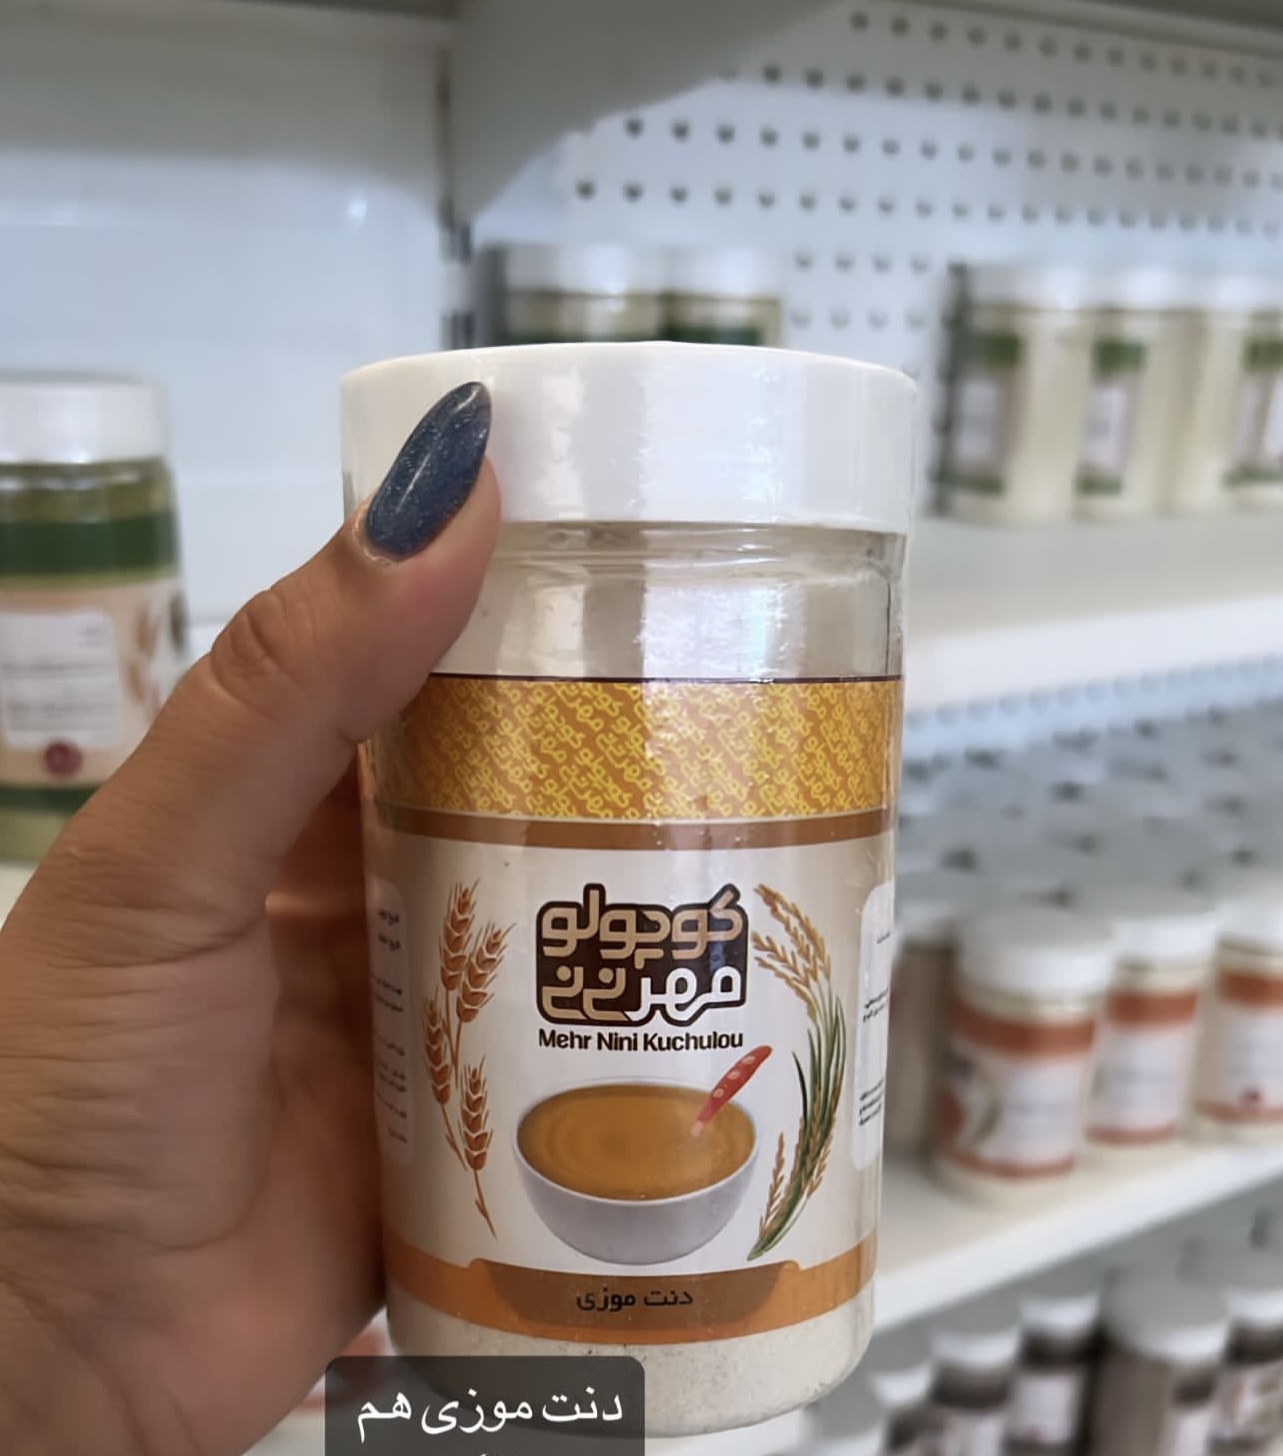 کوچولو
مهرنی‌نی
Mehr Nini Kuchulou
دنت موزی
دنت موزی هم